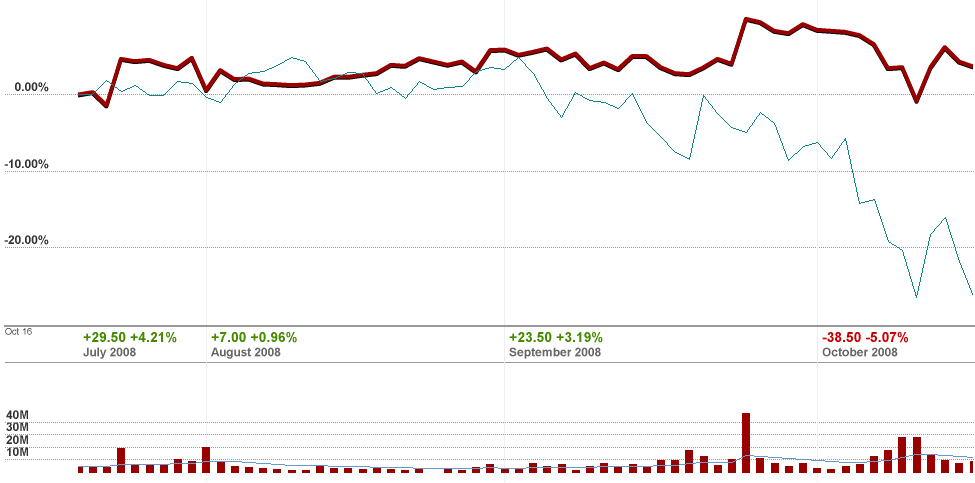 0.00%
-10.00%
-20.00%
Oct 16
+29.50 +4.21% +7.00 +0.96% +23.50 +3.19% -38.50 -5.07%
July 2008 August 2008 September 2008 October 2008
40M
30M
20M
10M